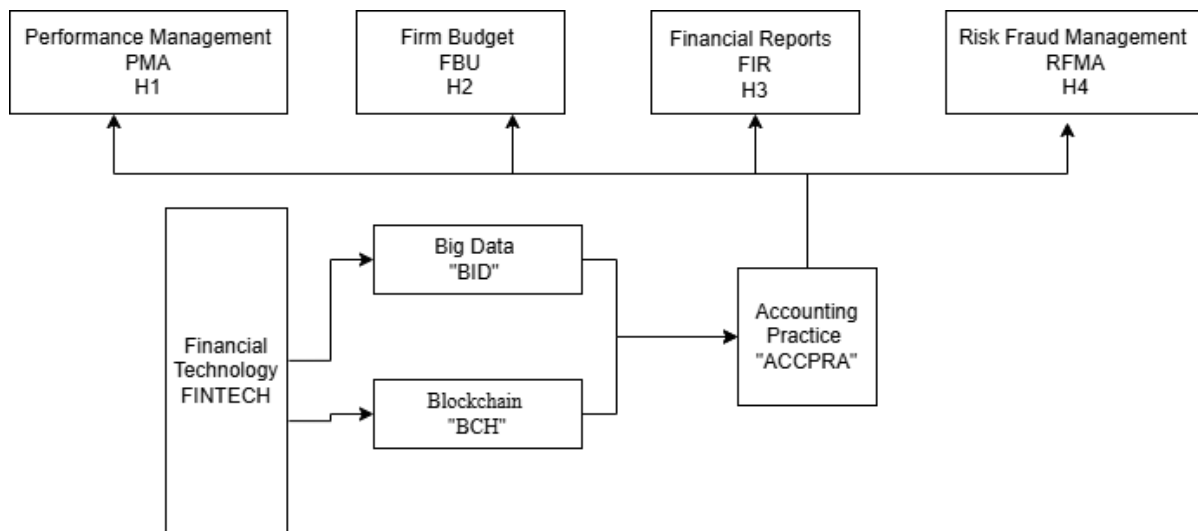 Performance Management
PMA
H1
Firm Budget
FBU
H2
Financial Reports
FIR
H3
Risk Fraud Management
RFMA
H4
Financial
Technology
FINTECH
Big Data
"BID"
Blockchain
"BCH"
Accounting
Practice
"ACCPRA"